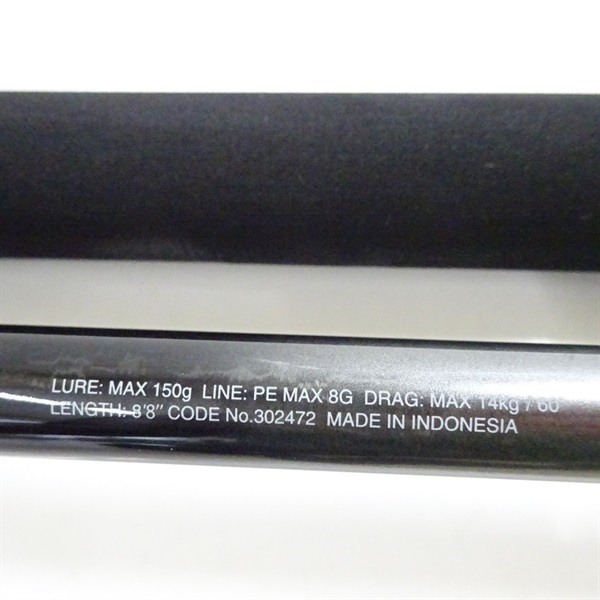 LURE: MAX 150g LINE: PE MAX 8G DRAG: MAX 14kg / 60
LENGTH: 8'8" CODE No.302472 MADE IN INDONESIA